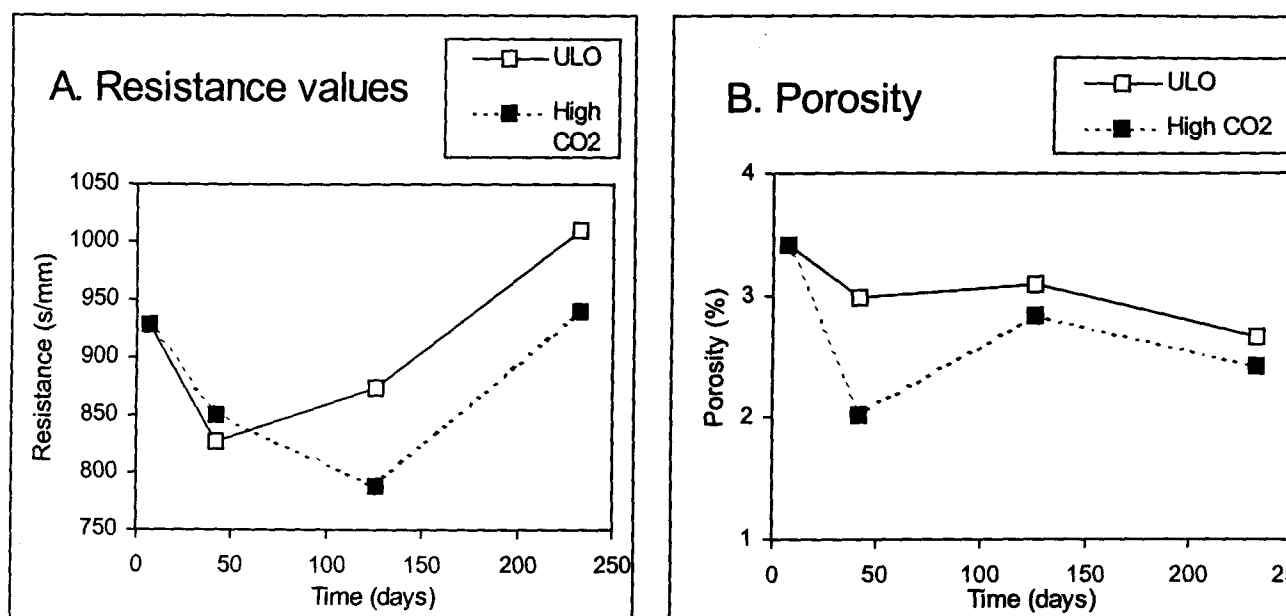 A. Resistance values
ULO
High
CO2
1050
1000
950
900
850
800
750
Resistance (s/mm)
0 50 100 150 200 250
Time (days)
B. Porosity
ULO
High CO2
4
3
2
1
Porosity (%)
0 50 100 150 200 25
Time (days)